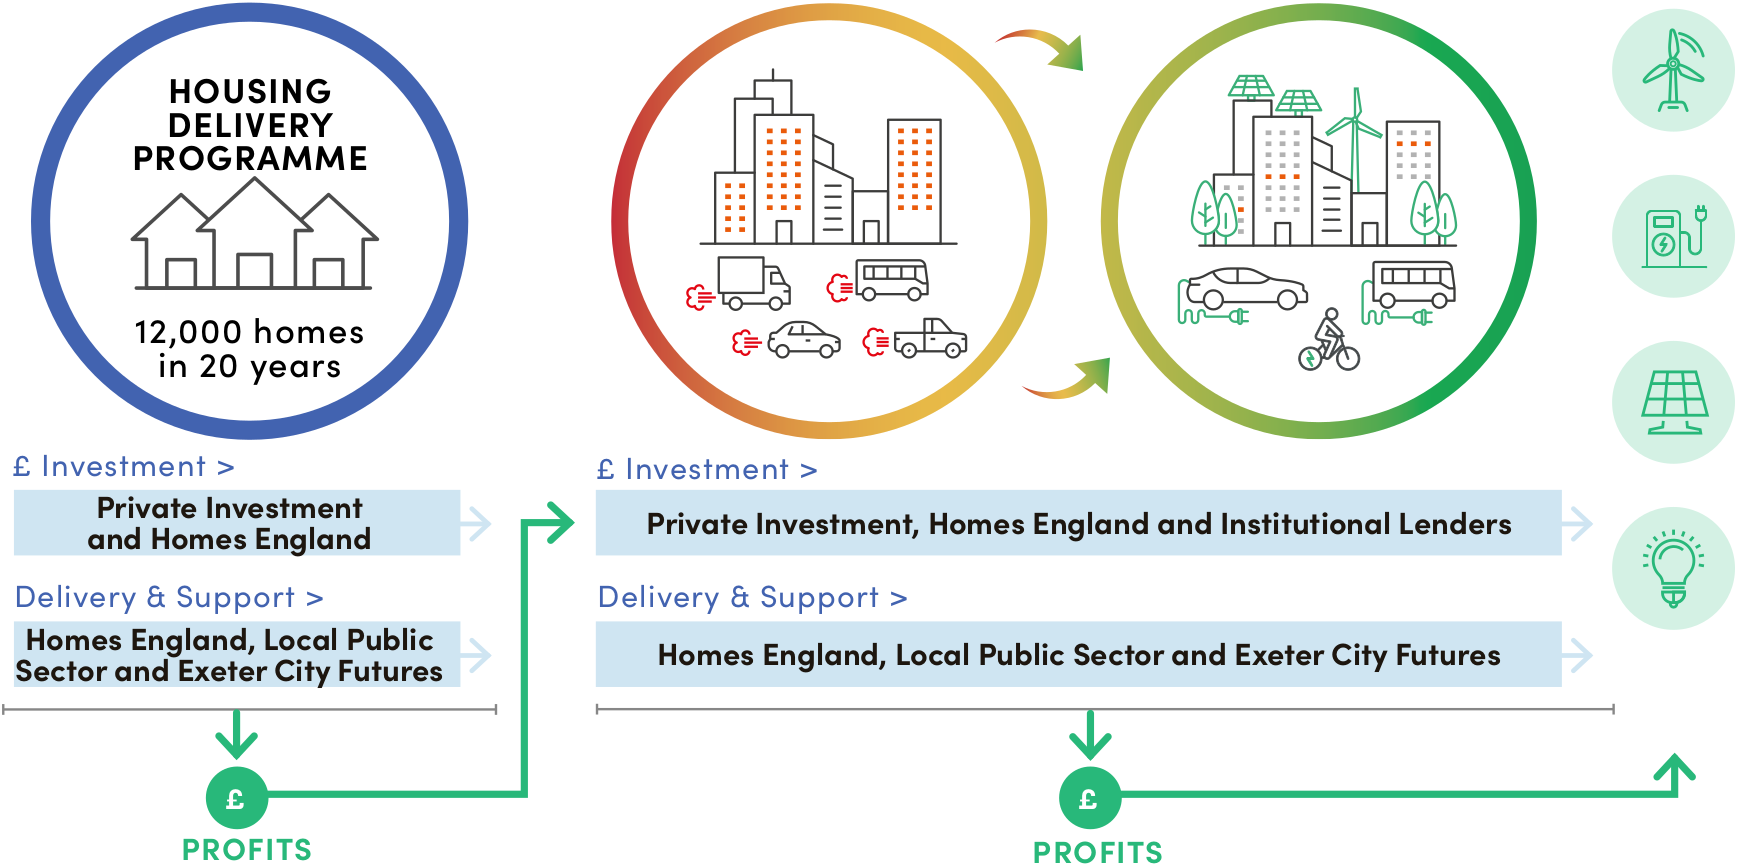 HOUSING
DELIVERY
PROGRAMME
12,000 homes
in 20 years
£ Investment >
Private Investment
and Homes England
Delivery & Support >
Homes England, Local Public
Sector and Exeter City Futures
£
PROFITS
£ Investment >
Private Investment, Homes England and Institutional Lenders
Delivery & Support >
Homes England, Local Public Sector and Exeter City Futures
£
PROFITS